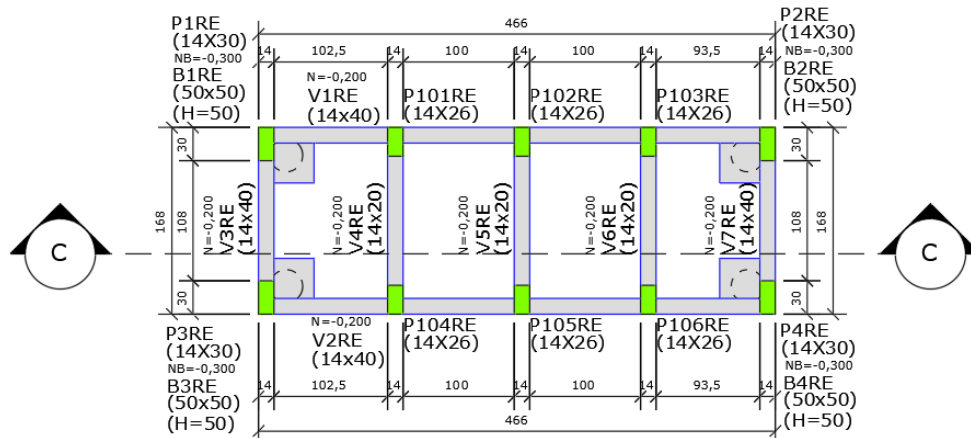 P1RE
(14X30)
NB=-0,300
B1RE
(50x50)
(H=50)
466
14
102,5
14
100
14
100
14
93,5
14
P2RE
(14X30)
NB=-0,300
B2RE
(50x50)
(H=50)
N=-0,200
V1RE
(14x40)
P101RE
(14X26)
P102RE
(14X26)
P103RE
(14X26)
168
30
108
30
N=-0,200
V3RE
(14x40)
N=-0,200
V4RE
(14x20)
N=-0,200
V5RE
(14x20)
N=-0,200
V6RE
(14x20)
N=-0,200
V7RE
(14x40)
30
108
30
168
C
C
P3RE
(14X30)
NB=-0,300
B3RE
(50x50)
(H=50)
N=-0,200
V2RE
(14x40)
P104RE
(14X26)
P105RE
(14X26)
P106RE
(14X26)
P4RE
(14X30)
NB=-0,300
B4RE
(50x50)
(H=50)
14
102,5
14
100
14
100
14
93,5
14
466